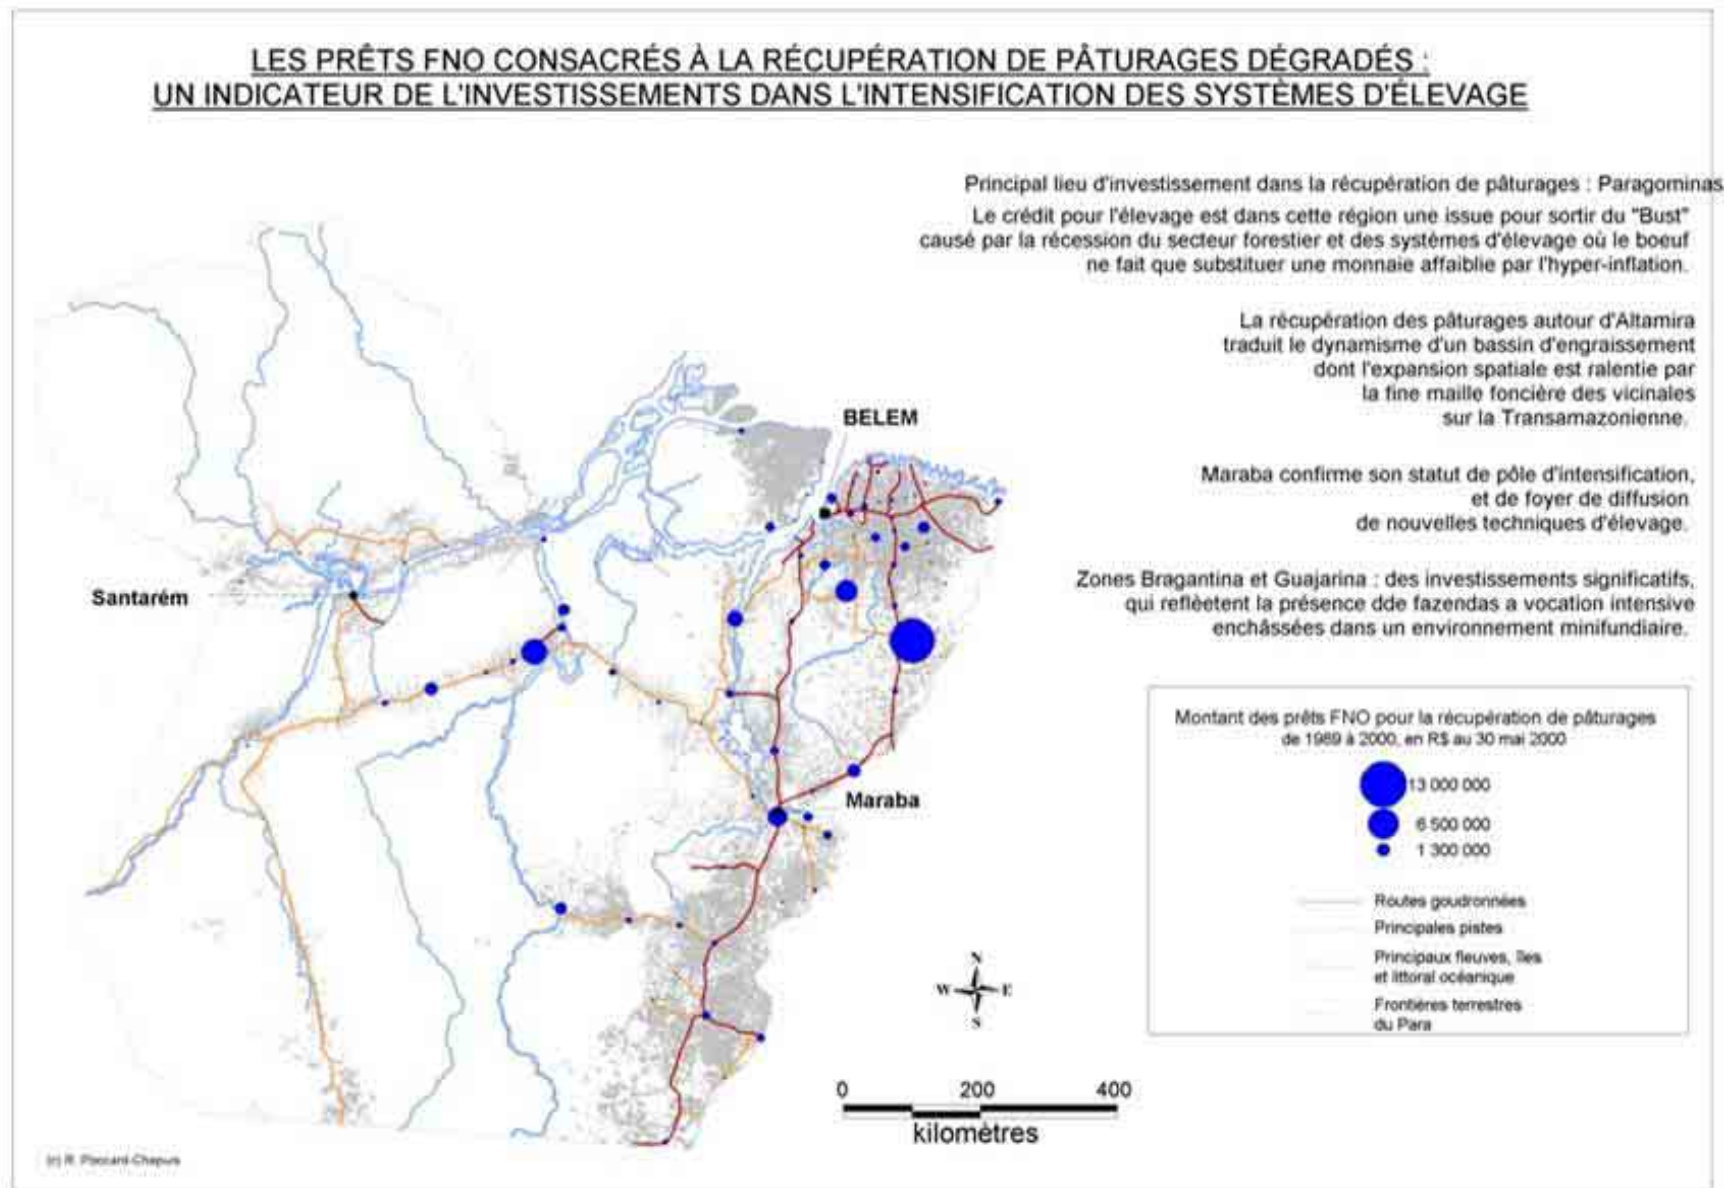 LES PRÊTS FNO CONSACRÉS À LA RÉCUPÉRATION DE PÂTURAGES DÉGRADÉS :
UN INDICATEUR DE L'INVESTISSEMENTS DANS L'INTENSIFICATION DES SYSTÈMES D'ÉLEVAGE
Principal lieu d'investissement dans la récupération de pâturages : Paragominas
Le crédit pour l'élevage est dans cette région une issue pour sortir du "Bust"
causé par la récession du secteur forestier et des systèmes d'élevage où le boeuf
ne fait que substituer une monnaie affaiblie par l'hyper-inflation.
La récupération des pâturages autour d'Altamira
traduit le dynamisme d'un bassin d'engraissement
dont l'expansion spatiale est ralentie par
la fine maille foncière des vicinales
sur la Transamazonienne.
BELEM
Maraba confirme son statut de pôle d'intensification,
et de foyer de diffusion
de nouvelles techniques d'élevage.
Zones Bragantina et Guajarina : des investissements significatifs,
qui reflèetent la présence dde fazendas a vocation intensive
enchâssées dans un environnement minifundiaire.
Santarém
Maraba
Montant des prêts FNO pour la récupération de pâturages
de 1989 à 2000, en R$ au 30 mai 2000
13 000 000
6 500 000
1 300 000
Routes goudronnées
Principales pistes
Principaux fleuves, îles
et littoral océanique
Frontières terrestres
du Para
N
W E
S
0 200 400
kilomètres
(c) R. Poccard-Chapuis